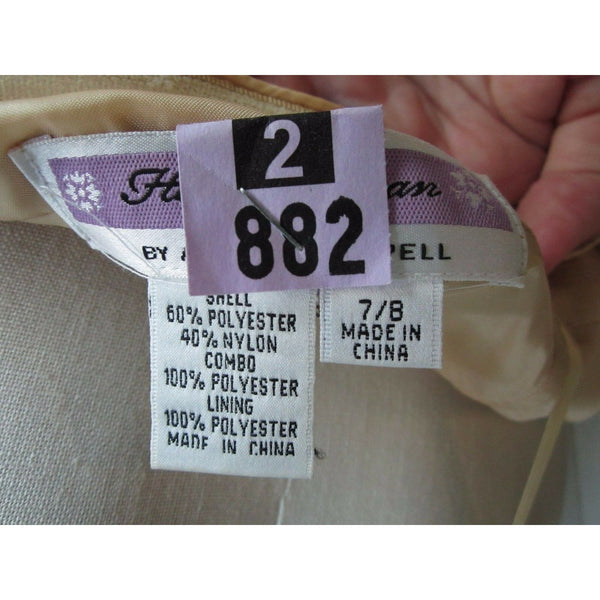 2
882
BY
SHELL
60% POLYESTER
40% NYLON
COMBO
100% POLYESTER
LINING
100% POLYESTER
MADE IN CHINA
7/8
MADE IN
CHINA